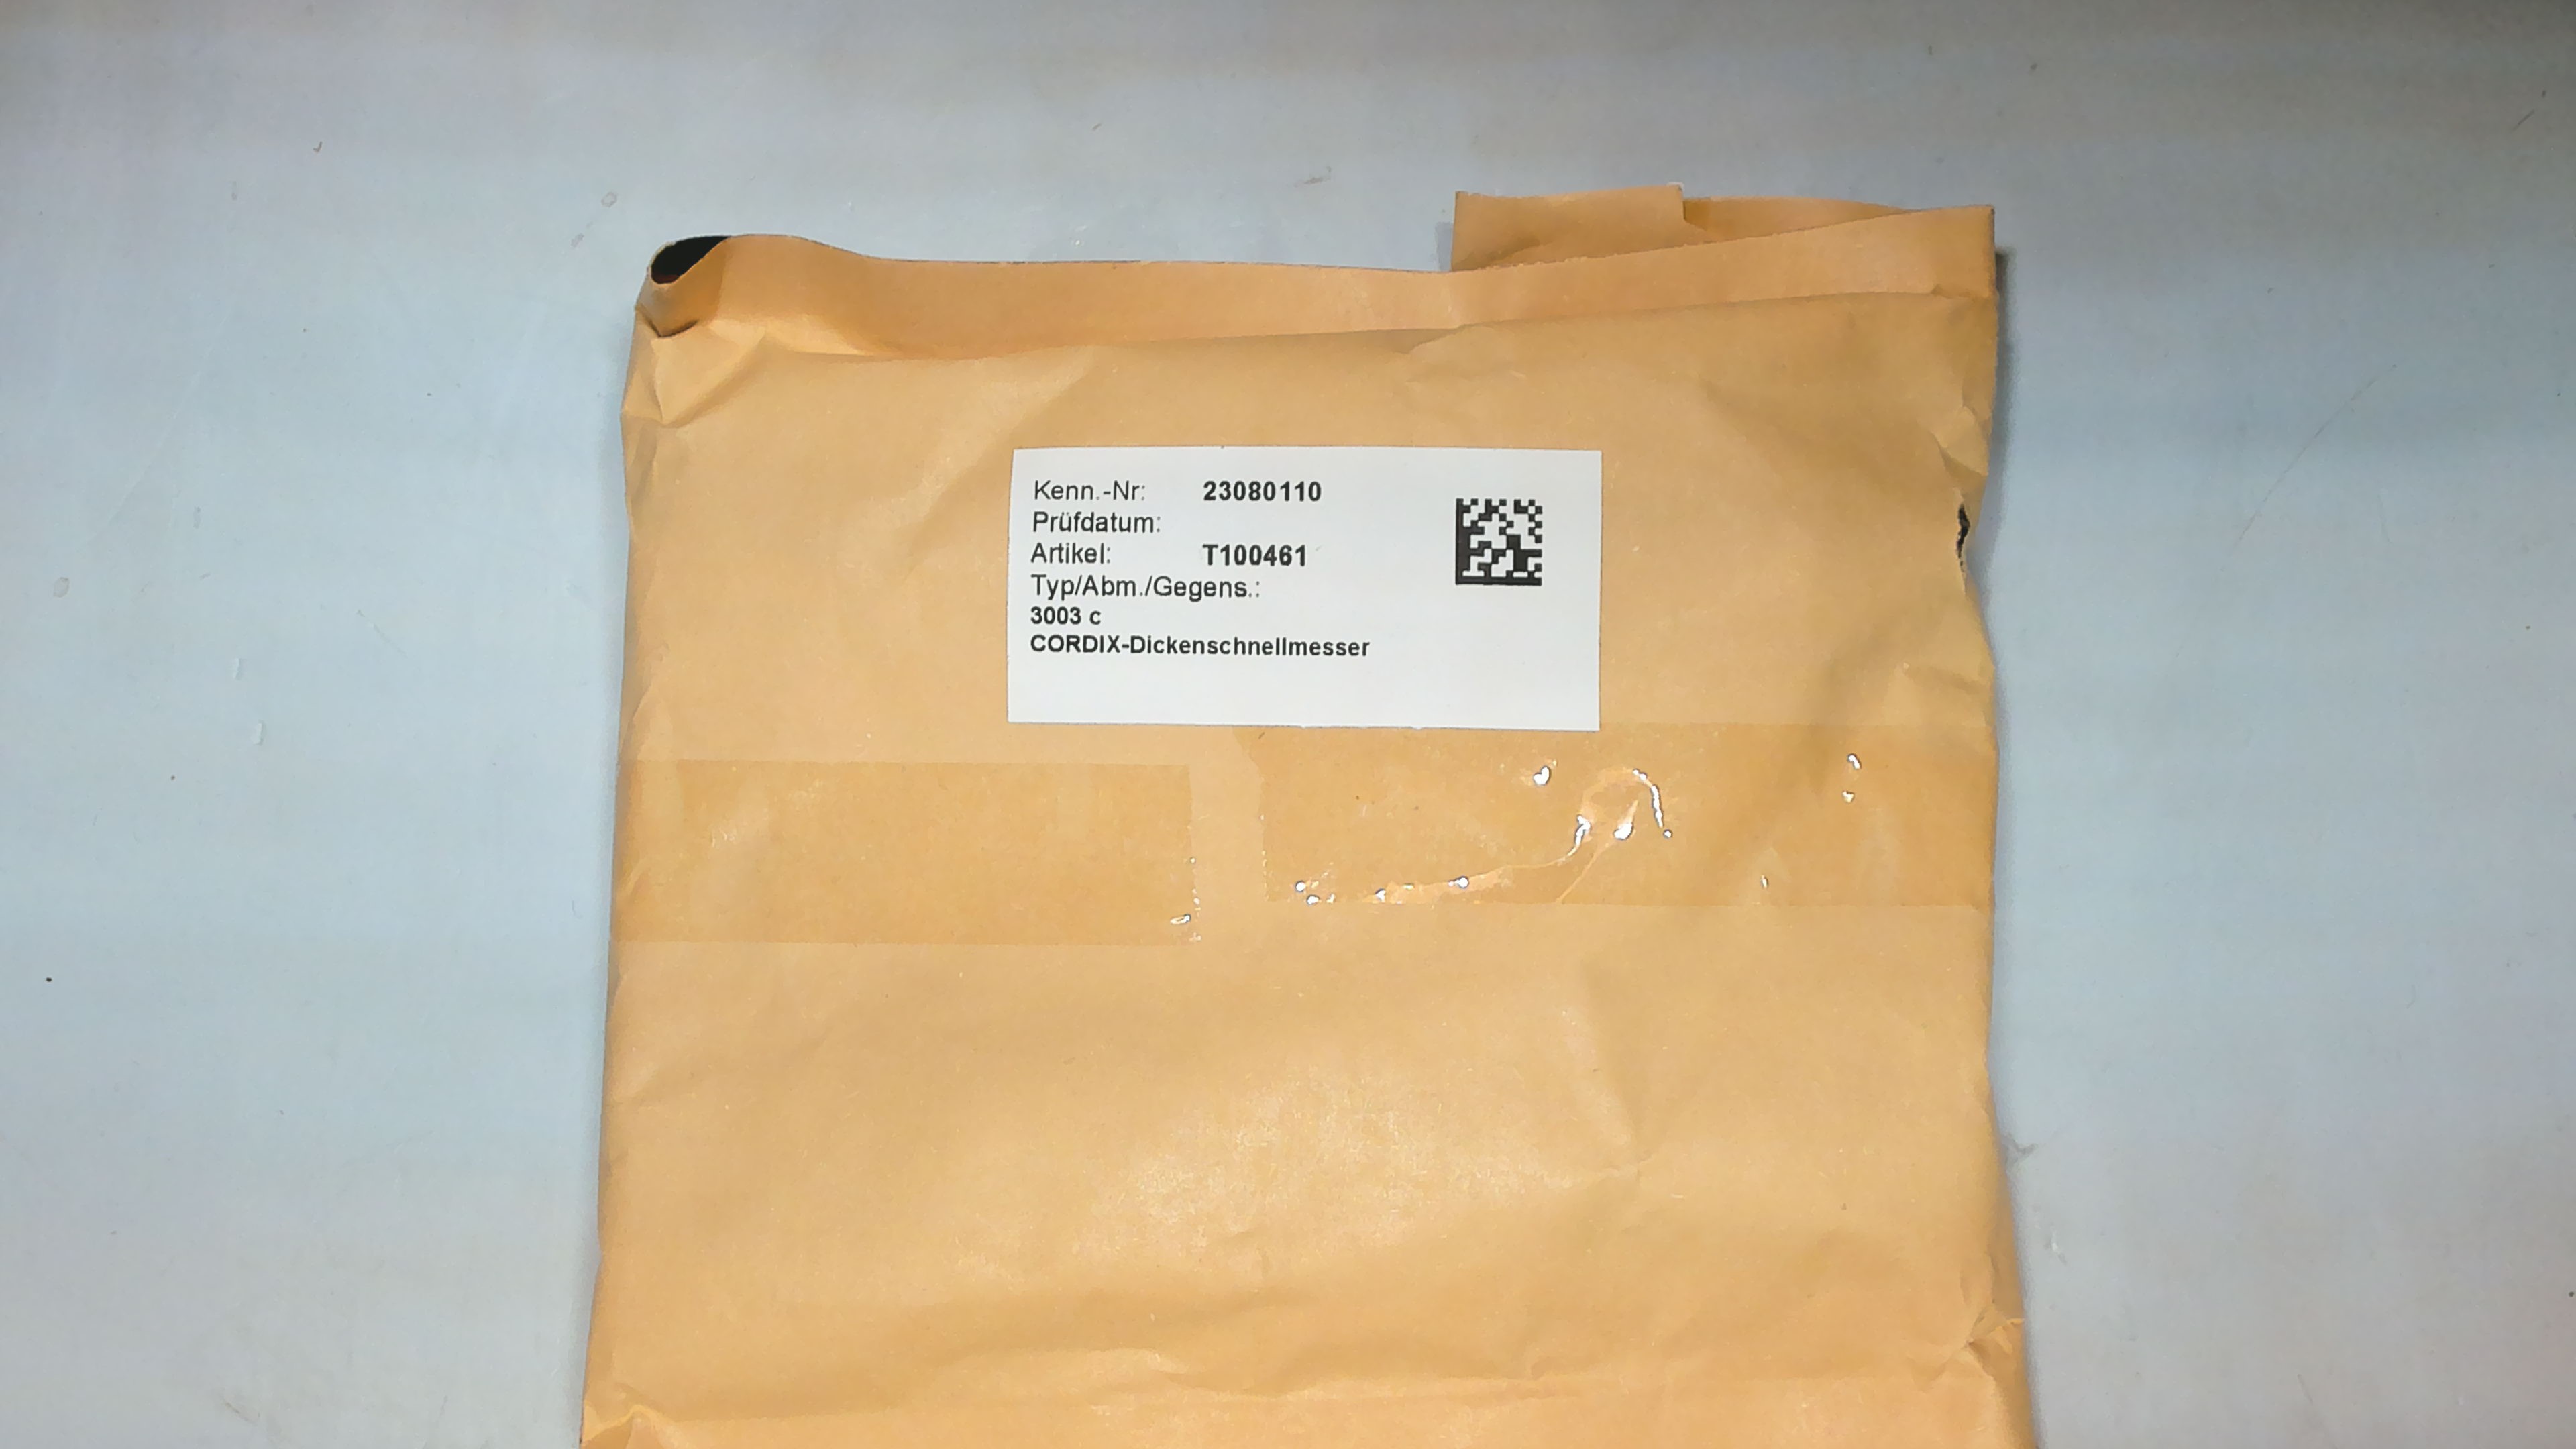 Kenn.-Nr: 23080110
Prüfdatum:
Artikel: T100461
Typ/Abm./Gegens.:
3003 c
CORDIX-Dickenschnellmesser